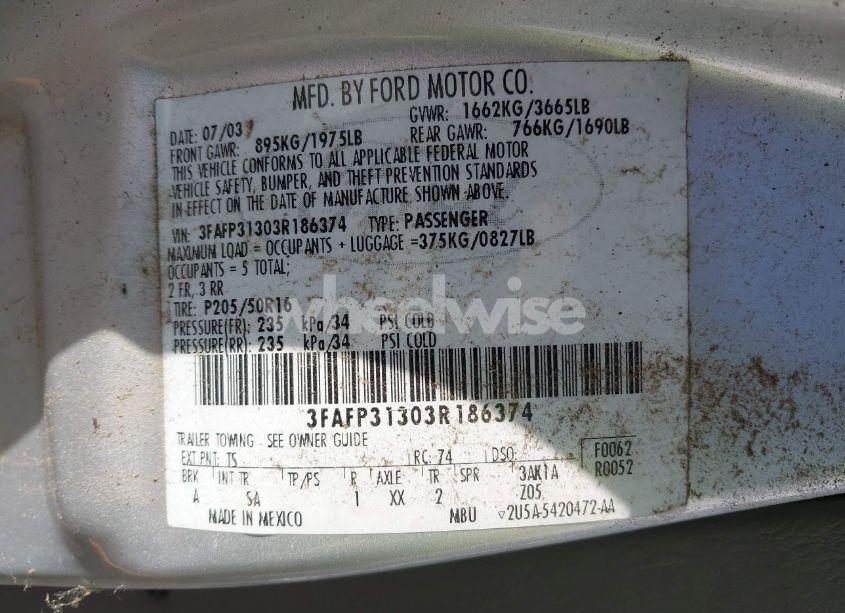 MFD. BY FORD MOTOR CO.
DATE: 07/03
GVWR: 1662KG/3665LB
FRONT GAWR: 895KG/1975LB
REAR GAWR: 766KG/1690LB
THIS VEHICLE CONFORMS TO ALL APPLICABLE FEDERAL MOTOR
VEHICLE SAFETY, BUMPER, AND THEFT PREVENTION STANDARDS
IN EFFECT ON THE DATE OF MANUFACTURE SHOWN ABOVE.
VIN: 3FAFP31303R186374 TYPE: PASSENGER
MAXIMUM LOAD = OCCUPANTS + LUGGAGE =375KG/0827LB
OCCUPANTS = 5 TOTAL;
2 FR, 3 RR
TIRE: P205/50R16
PRESSURE(FR): 235 kPa/34 PSI COLD
PRESSURE(RR): 235 kPa/34 PSI COLD
wheelwise
3FAFP31303R186374
TRAILER TOWING - SEE OWNER GUIDE
EXT PNT: TS RC: 74 DSO:
F0062
R0052
BRK INT TR TP/PS R AXLE TR SPR 3AK1A
A SA 1 XX 2 Z05
MADE IN MEXICO MBU ▽2U5A-5420472-AA